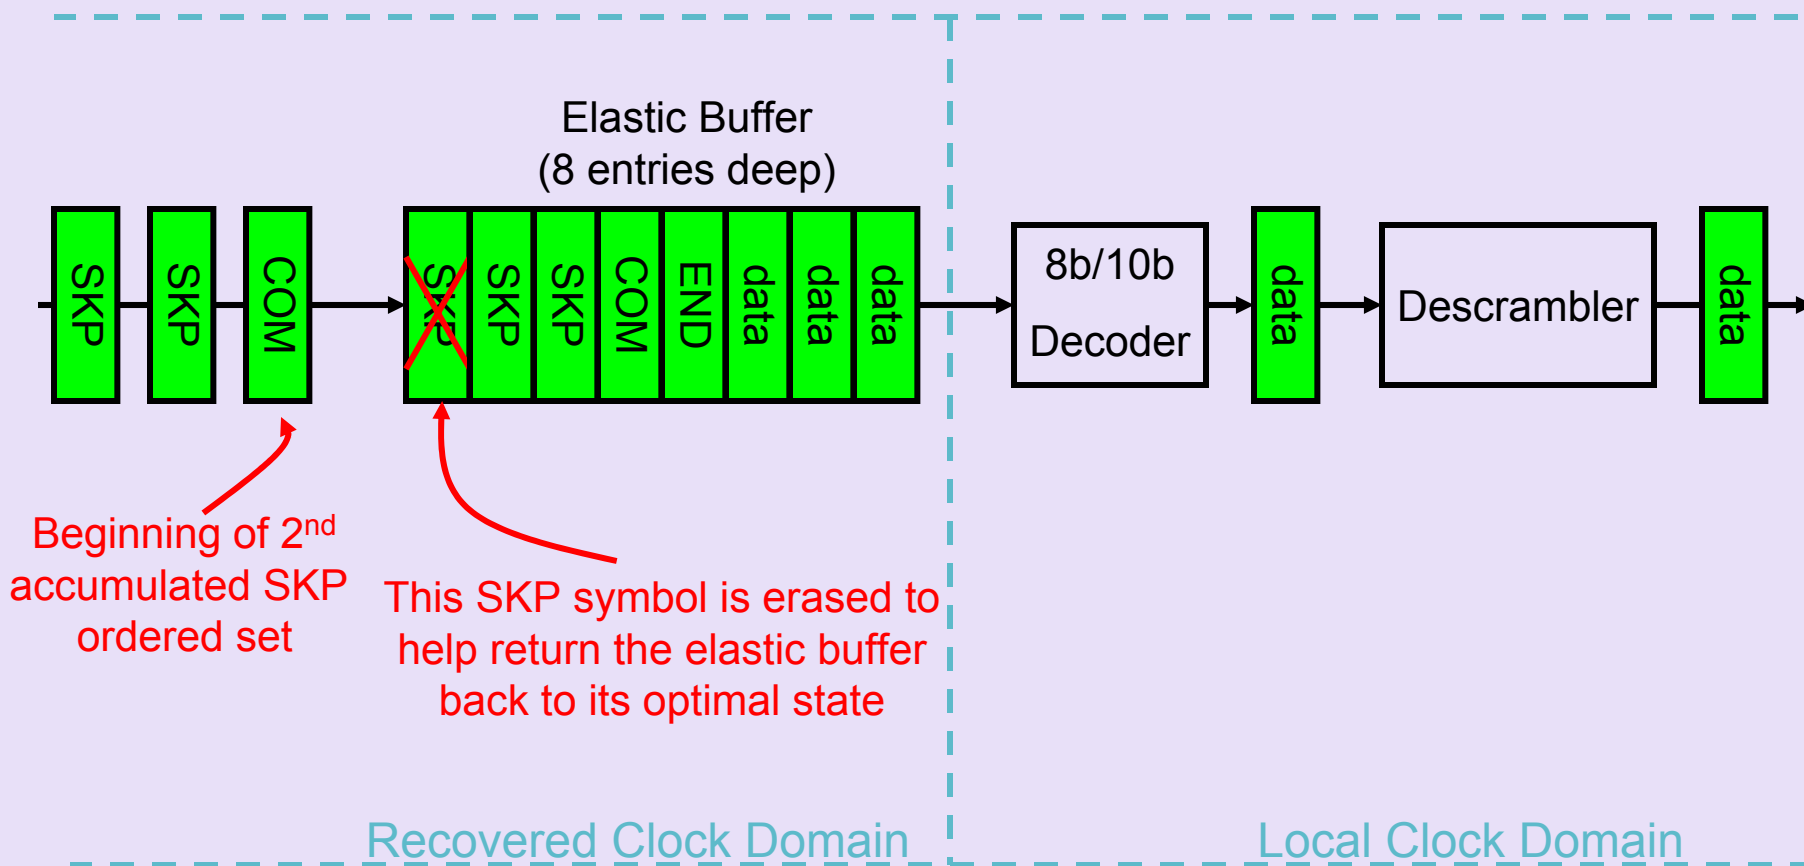 Elastic Buffer
(8 entries deep)
SKP
SKP
COM
SKP
SKP
SKP
COM
END
data
data
data
8b/10b
Decoder
data
Descrambler
data
Beginning of 2nd
accumulated SKP
ordered set
This SKP symbol is erased to
help return the elastic buffer
back to its optimal state
Recovered Clock Domain
Local Clock Domain